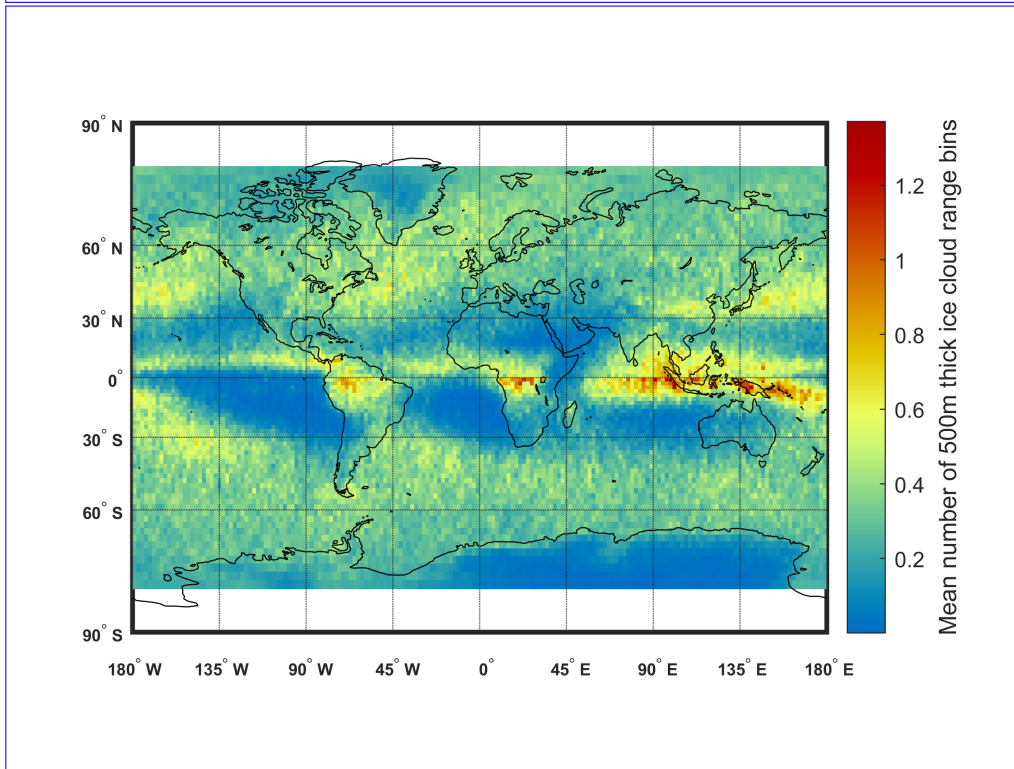 90° N
60° N
30° N
0°
30° S
60° S
90° S
180° W 135° W 90° W 45° W 0° 45° E 90° E 135° E 180° E
1.2
1
0.8
0.6
0.4
0.2
Mean number of 500m thick ice cloud range bins